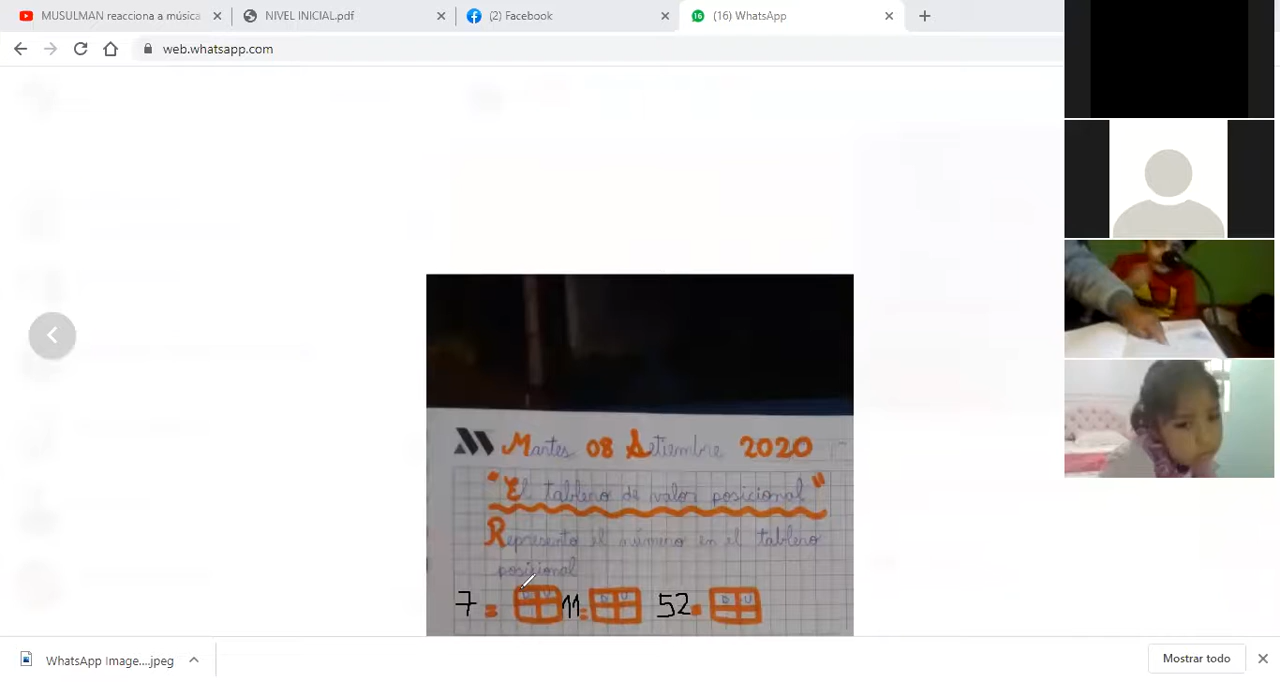 MUSULMAN reacciona a música
NIVEL INICIAL.pdf
(2) Facebook
16 (16) WhatsApp
web.whatsapp.com
Martes 08 Setiembre 2020
"El tablero de valor posicional"
Represento el número en el tablero
posicional
D U D U D U
7 = 11 = 52 =
WhatsApp Image....jpeg
Mostrar todo